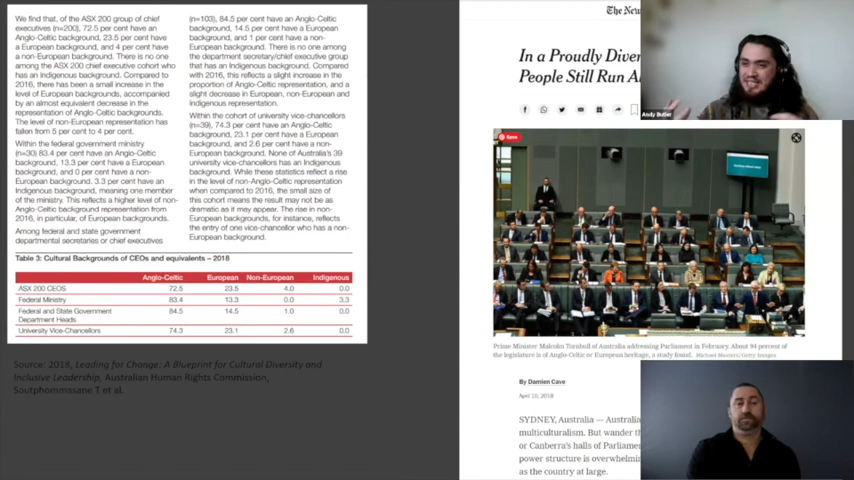 We find that, of the ASX 200 group of chief
executives (n=200), 72.5 per cent have an
Anglo-Celtic background, 23.5 per cent have
a European background, and 4 per cent have
a non-European background. There is no one
among the ASX 200 chief executive cohort who
has an Indigenous background. Compared to
2016, there has been a small increase in the
level of European backgrounds, accompanied
by an almost equivalent decrease in the
representation of Anglo-Celtic backgrounds.
The level of non-European representation has
fallen from 5 per cent to 4 per cent.
Within the federal government ministry
(n=30) 83.4 per cent have an Anglo-Celtic
background, 13.3 per cent have a European
background, and 0 per cent have a non-
European background. 3.3 per cent have an
Indigenous background, meaning one member
of the ministry. This reflects a higher level of non-
Anglo-Celtic background representation from
2016, in particular, of European backgrounds.
Among federal and state government
departmental secretaries or chief executives
(n=103), 84.5 per cent have an Anglo-Celtic
background, 14.5 per cent have a European
background, and 1 per cent have a non-
European background. There is no one among
the department secretary/chief executive group
that has an Indigenous background. Compared
with 2016, this reflects a slight increase in the
proportion of Anglo-Celtic representation, and a
slight decrease in European, non-European and
Indigenous representation.
Within the cohort of university vice-chancellors
(n=39), 74.3 per cent have an Anglo-Celtic
background, 23.1 per cent have a European
background, and 2.6 per cent have a non-
European background. None of Australia's 39
university vice-chancellors has an Indigenous
background. While these statistics reflect a rise
in the level of non-Anglo-Celtic representation
when compared to 2016, the small size of
this cohort means the result may not be as
dramatic as it may appear. The rise in non-
European backgrounds, for instance, reflects
the entry of one vice-chancellor who has a non-
European background.
Table 3: Cultural Backgrounds of CEOs and equivalents – 2018
Anglo-Celtic European Non-European Indigenous
ASX 200 CEOS 72.5 23.5 4.0 0.0
Federal Ministry 83.4 13.3 0.0 3.3
Federal and State Government
Department Heads 84.5 14.5 1.0 0.0
University Vice-Chancellors 74.3 23.1 2.6 0.0
Source: 2018, Leading for Change: A Blueprint for Cultural Diversity and
Inclusive Leadership, Australian Human Rights Commission,
Soutphommasane T et al.
The New
In a Proudly Diver
People Still Run Al
Save
Prime Minister Malcolm Turnbull of Australia addressing Parliament in February. About 94 percent of
the legislature is of Anglo-Celtic or European heritage, a study found. Michael Masters/Getty Images
By Damien Cave
April 10, 2018
SYDNEY, Australia — Australia
multiculturalism. But wander th
or Canberra's halls of Parliamen
power structure is overwhelmin
as the country at large.
Andy Butler